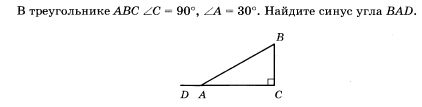 В треугольнике ABC ∠C = 90°, ∠A = 30°. Найдите синус угла BAD.
B
D A C